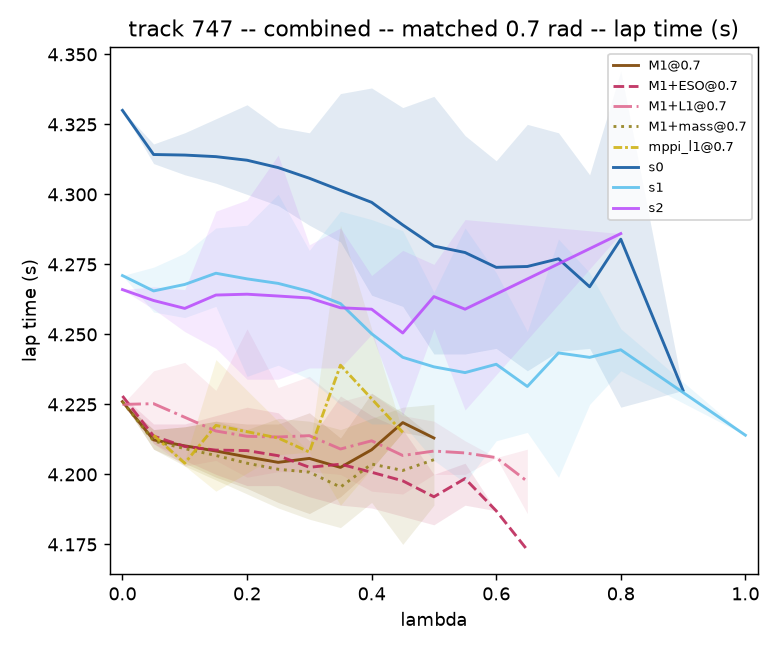 track 747 -- combined -- matched 0.7 rad -- lap time (s)
lap time (s)
4.350
4.325
4.300
4.275
4.250
4.225
4.200
4.175
M1@0.7
M1+ESO@0.7
M1+L1@0.7
M1+mass@0.7
mppi_l1@0.7
s0
s1
s2
0.0 0.2 0.4 0.6 0.8 1.0
lambda